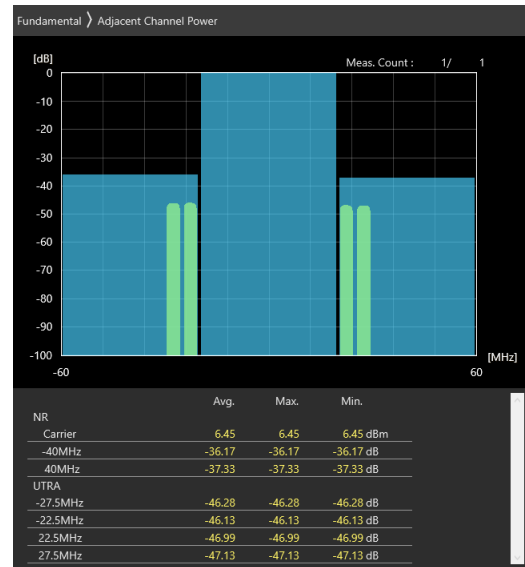 Fundamental 〉 Adjacent Channel Power
[dB]
Meas. Count : 1/ 1
0
-10
-20
-30
-40
-50
-60
-70
-80
-90
-100
[MHz]
-60 60
Avg. Max. Min.
NR
Carrier 6.45 6.45 6.45 dBm
-40MHz -36.17 -36.17 -36.17 dB
40MHz -37.33 -37.33 -37.33 dB
UTRA
-27.5MHz -46.28 -46.28 -46.28 dB
-22.5MHz -46.13 -46.13 -46.13 dB
22.5MHz -46.99 -46.99 -46.99 dB
27.5MHz -47.13 -47.13 -47.13 dB